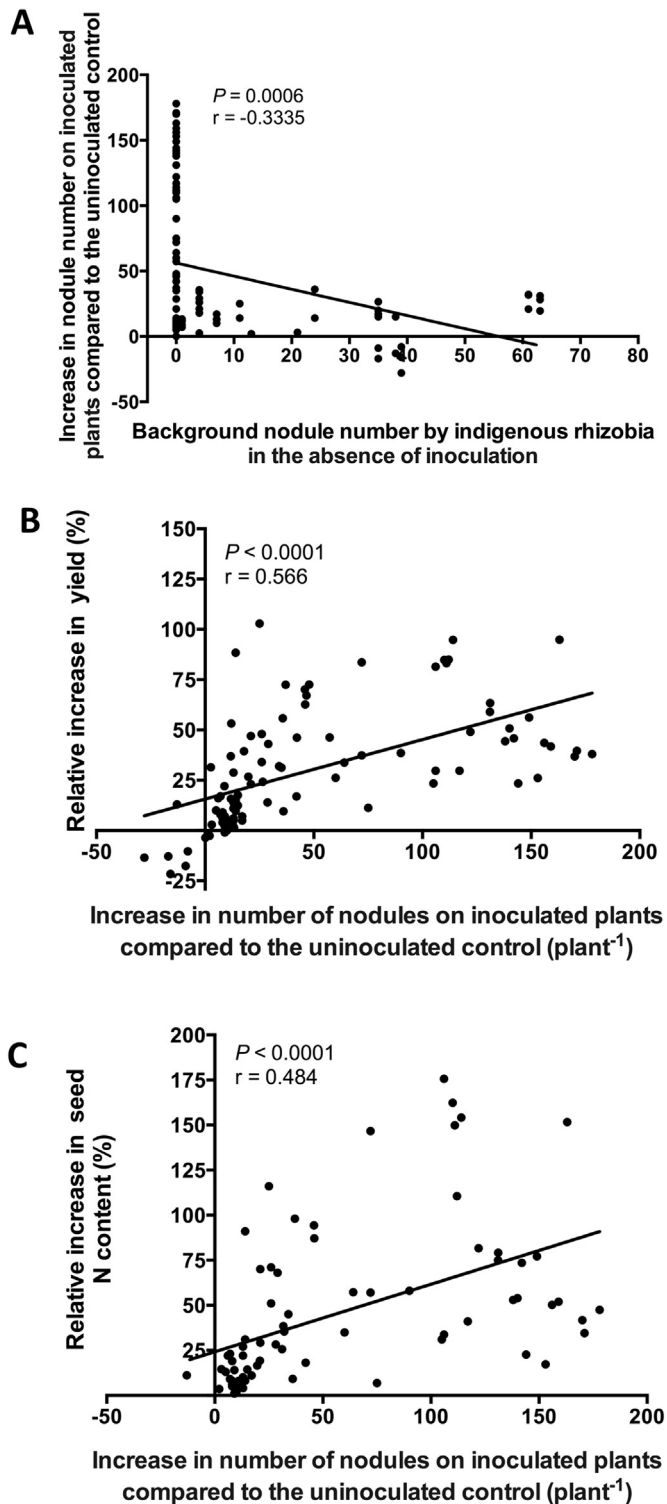 A
Increase in nodule number on inoculated
plants compared to the uninoculated control
200
150
100
50
0
-50
P = 0.0006
r = -0.3335
0 10 20 30 40 50 60 70 80
Background nodule number by indigenous rhizobia
in the absence of inoculation
B
Relative increase in yield (%)
150
125
100
75
50
25
-25
P < 0.0001
r = 0.566
-50 50 100 150 200
Increase in number of nodules on inoculated plants
compared to the uninoculated control (plant-1)
C
Relative increase in seed
N content (%)
200
175
150
125
100
75
50
25
P < 0.0001
r = 0.484
-50 0 50 100 150 200
Increase in number of nodules on inoculated plants
compared to the uninoculated control (plant-1)